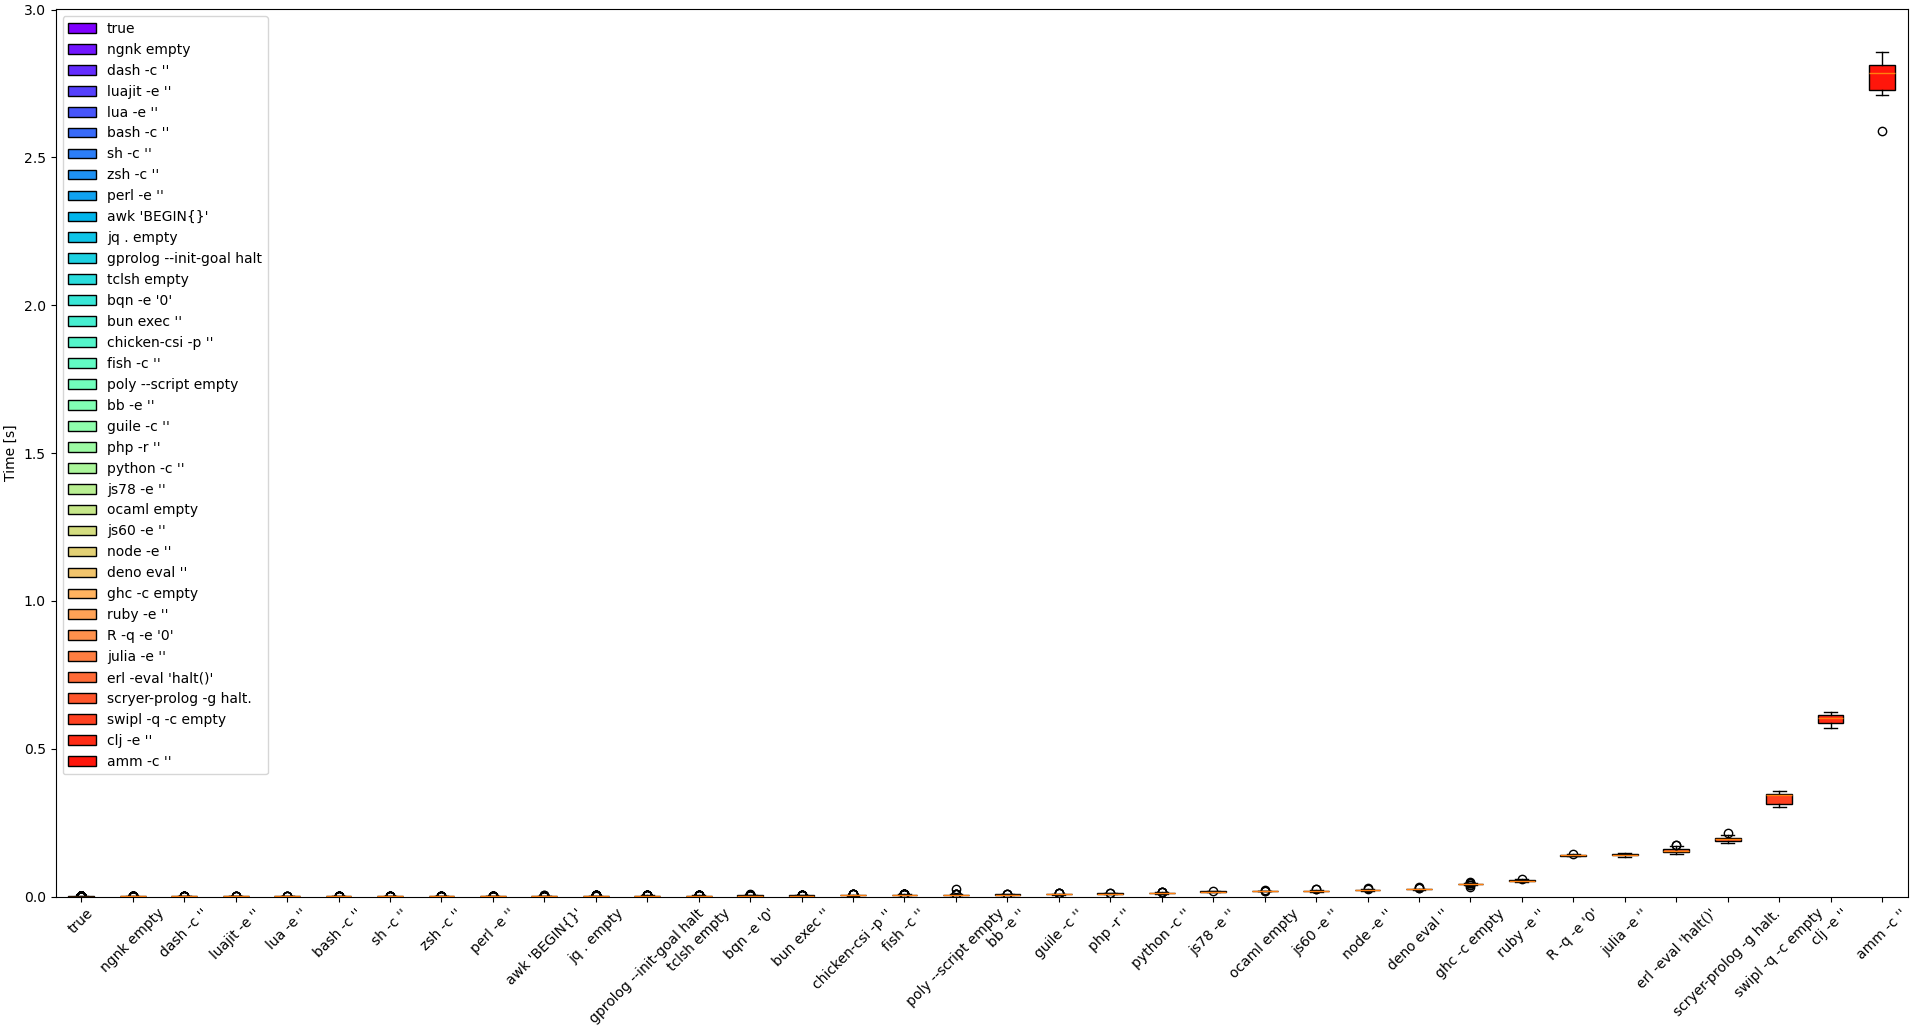 3.0
2.5
2.0
1.5
1.0
0.5
0.0
Time [s]
true
ngnk empty
dash -c ''
luajit -e ''
lua -e ''
bash -c ''
sh -c ''
zsh -c ''
perl -e ''
awk 'BEGIN{}'
jq . empty
gprolog --init-goal halt
tclsh empty
bqn -e '0'
bun exec ''
chicken-csi -p ''
fish -c ''
poly --script empty
bb -e ''
guile -c ''
php -r ''
python -c ''
js78 -e ''
ocaml empty
js60 -e ''
node -e ''
deno eval ''
ghc -c empty
ruby -e ''
R -q -e '0'
julia -e ''
erl -eval 'halt()'
scryer-prolog -g halt.
swipl -q -c empty
clj -e ''
amm -c ''
true
ngnk empty
dash -c ''
luajit -e ''
lua -e ''
bash -c ''
sh -c ''
zsh -c ''
perl -e ''
awk 'BEGIN{}'
jq . empty
gprolog --init-goal halt
tclsh empty
bqn -e '0'
bun exec ''
chicken-csi -p ''
fish -c ''
poly --script empty
bb -e ''
guile -c ''
php -r ''
python -c ''
js78 -e ''
ocaml empty
js60 -e ''
node -e ''
deno eval ''
ghc -c empty
ruby -e ''
R -q -e '0'
julia -e ''
erl -eval 'halt()'
scryer-prolog -g halt.
swipl -q -c empty
clj -e ''
amm -c ''